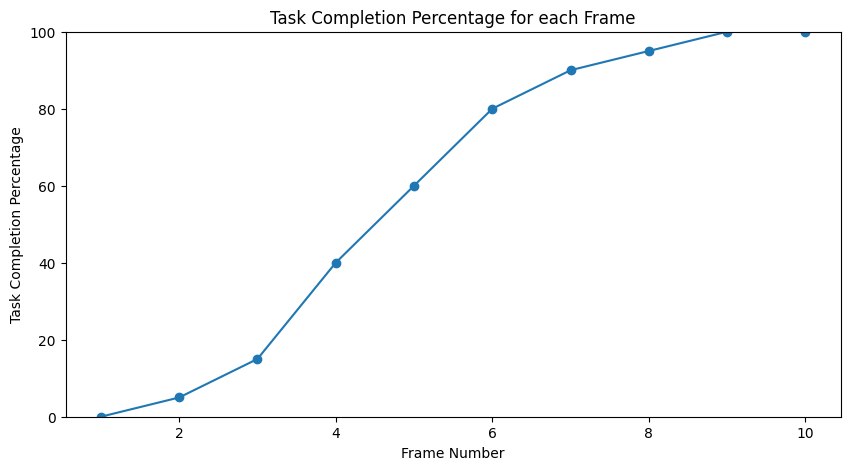 Task Completion Percentage for each Frame
100
80
60
40
20
0
Task Completion Percentage
2 4 6 8 10
Frame Number